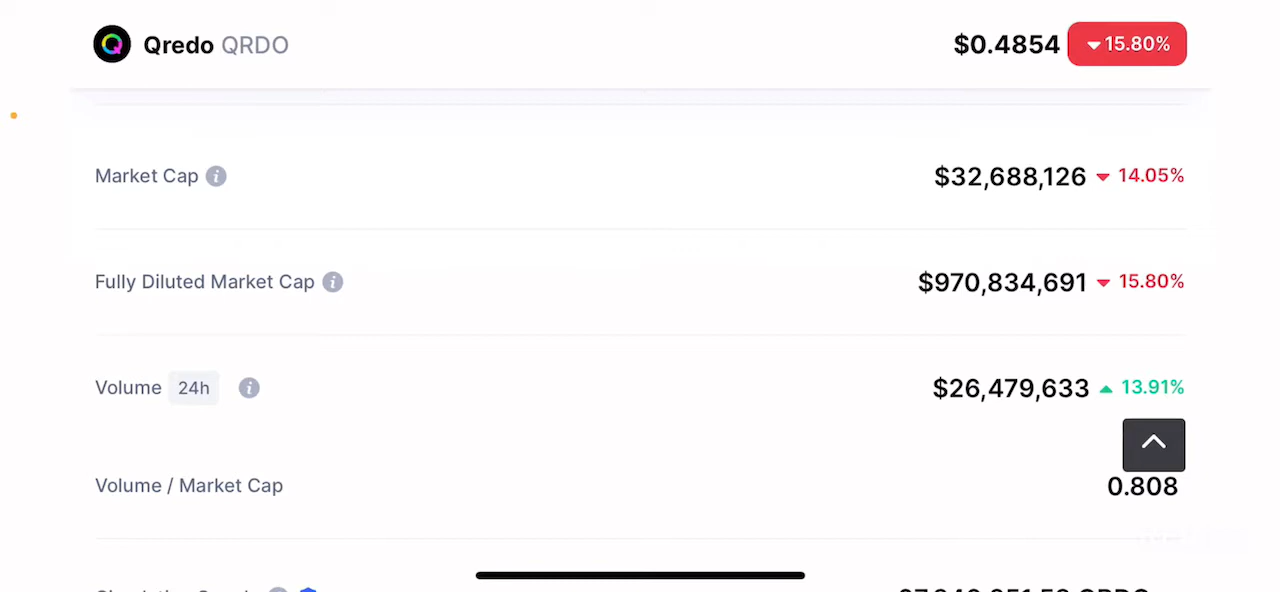 Qredo QRDO $0.4854 15.80%
Market Cap $32,688,126 14.05%
Fully Diluted Market Cap $970,834,691 15.80%
Volume 24h $26,479,633 13.91%
Volume / Market Cap 0.808